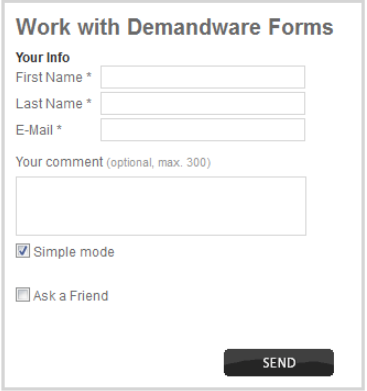 Work with Demandware Forms
Your Info
First Name *
Last Name *
E-Mail *
Your comment (optional, max. 300)
Simple mode
Ask a Friend
SEND